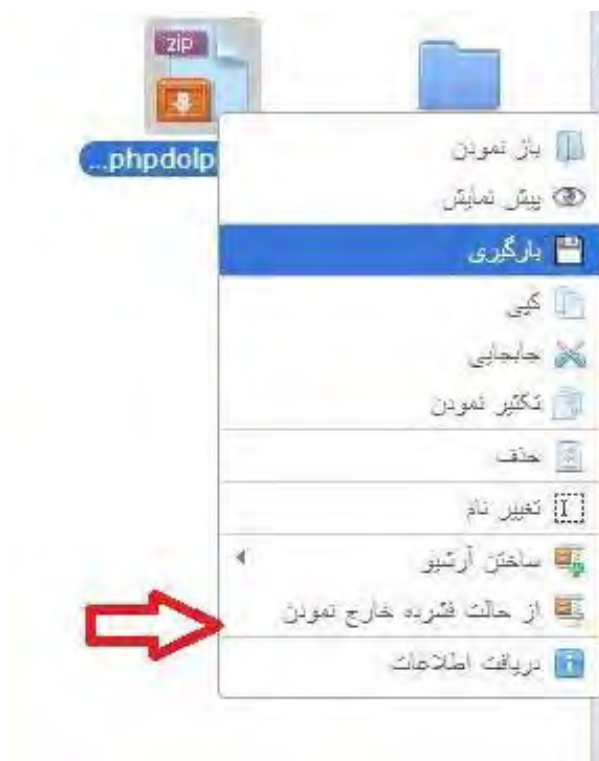 zip
...phpdolp
باز نمودن
پیش نمایش
بارگیری
کپی
جابجایی
تکثیر نمودن
حذف
تغییر نام
ساختن آرشیو
از حالت فشرده خارج نمودن
دریافت اطلاعات